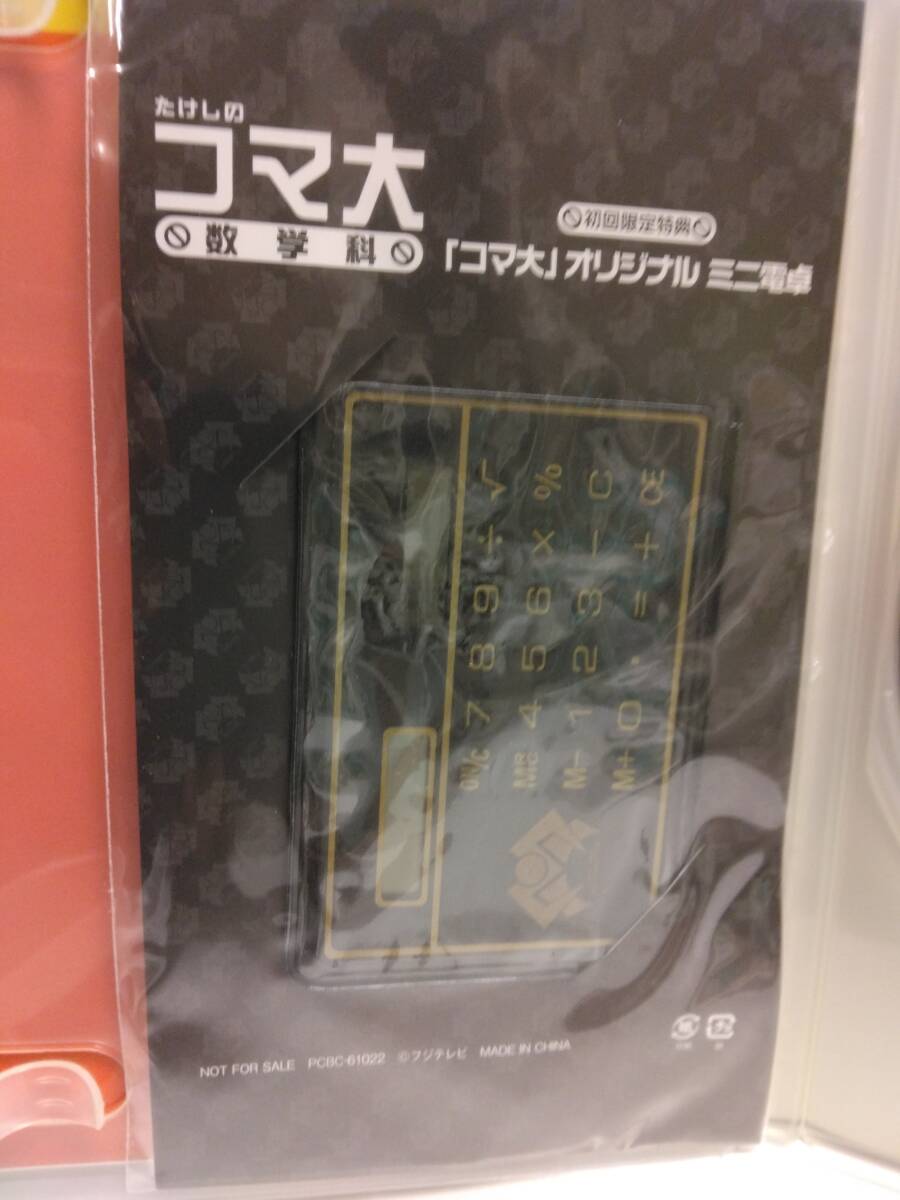 たけしの
コマ大
数学科
初回限定特典
「コマ大」オリジナル ミニ電卓
√ % C CE
÷ × − +
9 6 3 =
8 5 2 .
7 4 1 0
ON/C MRC M− M+
NOT FOR SALE PCBC-61022 ©フジテレビ MADE IN CHINA